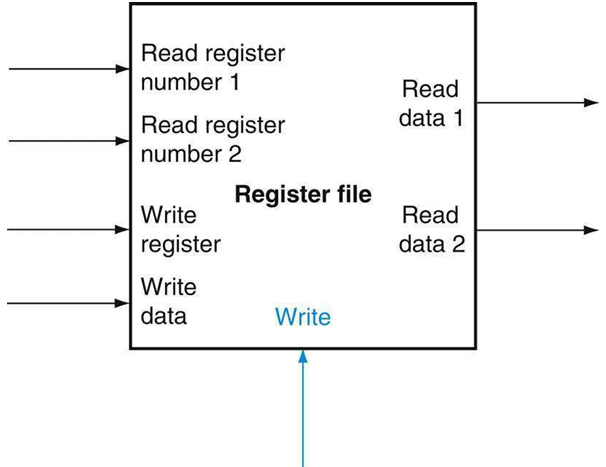 Read register
number 1
Read
data 1
Read register
number 2
Register file
Write
register
Read
data 2
Write
data
Write